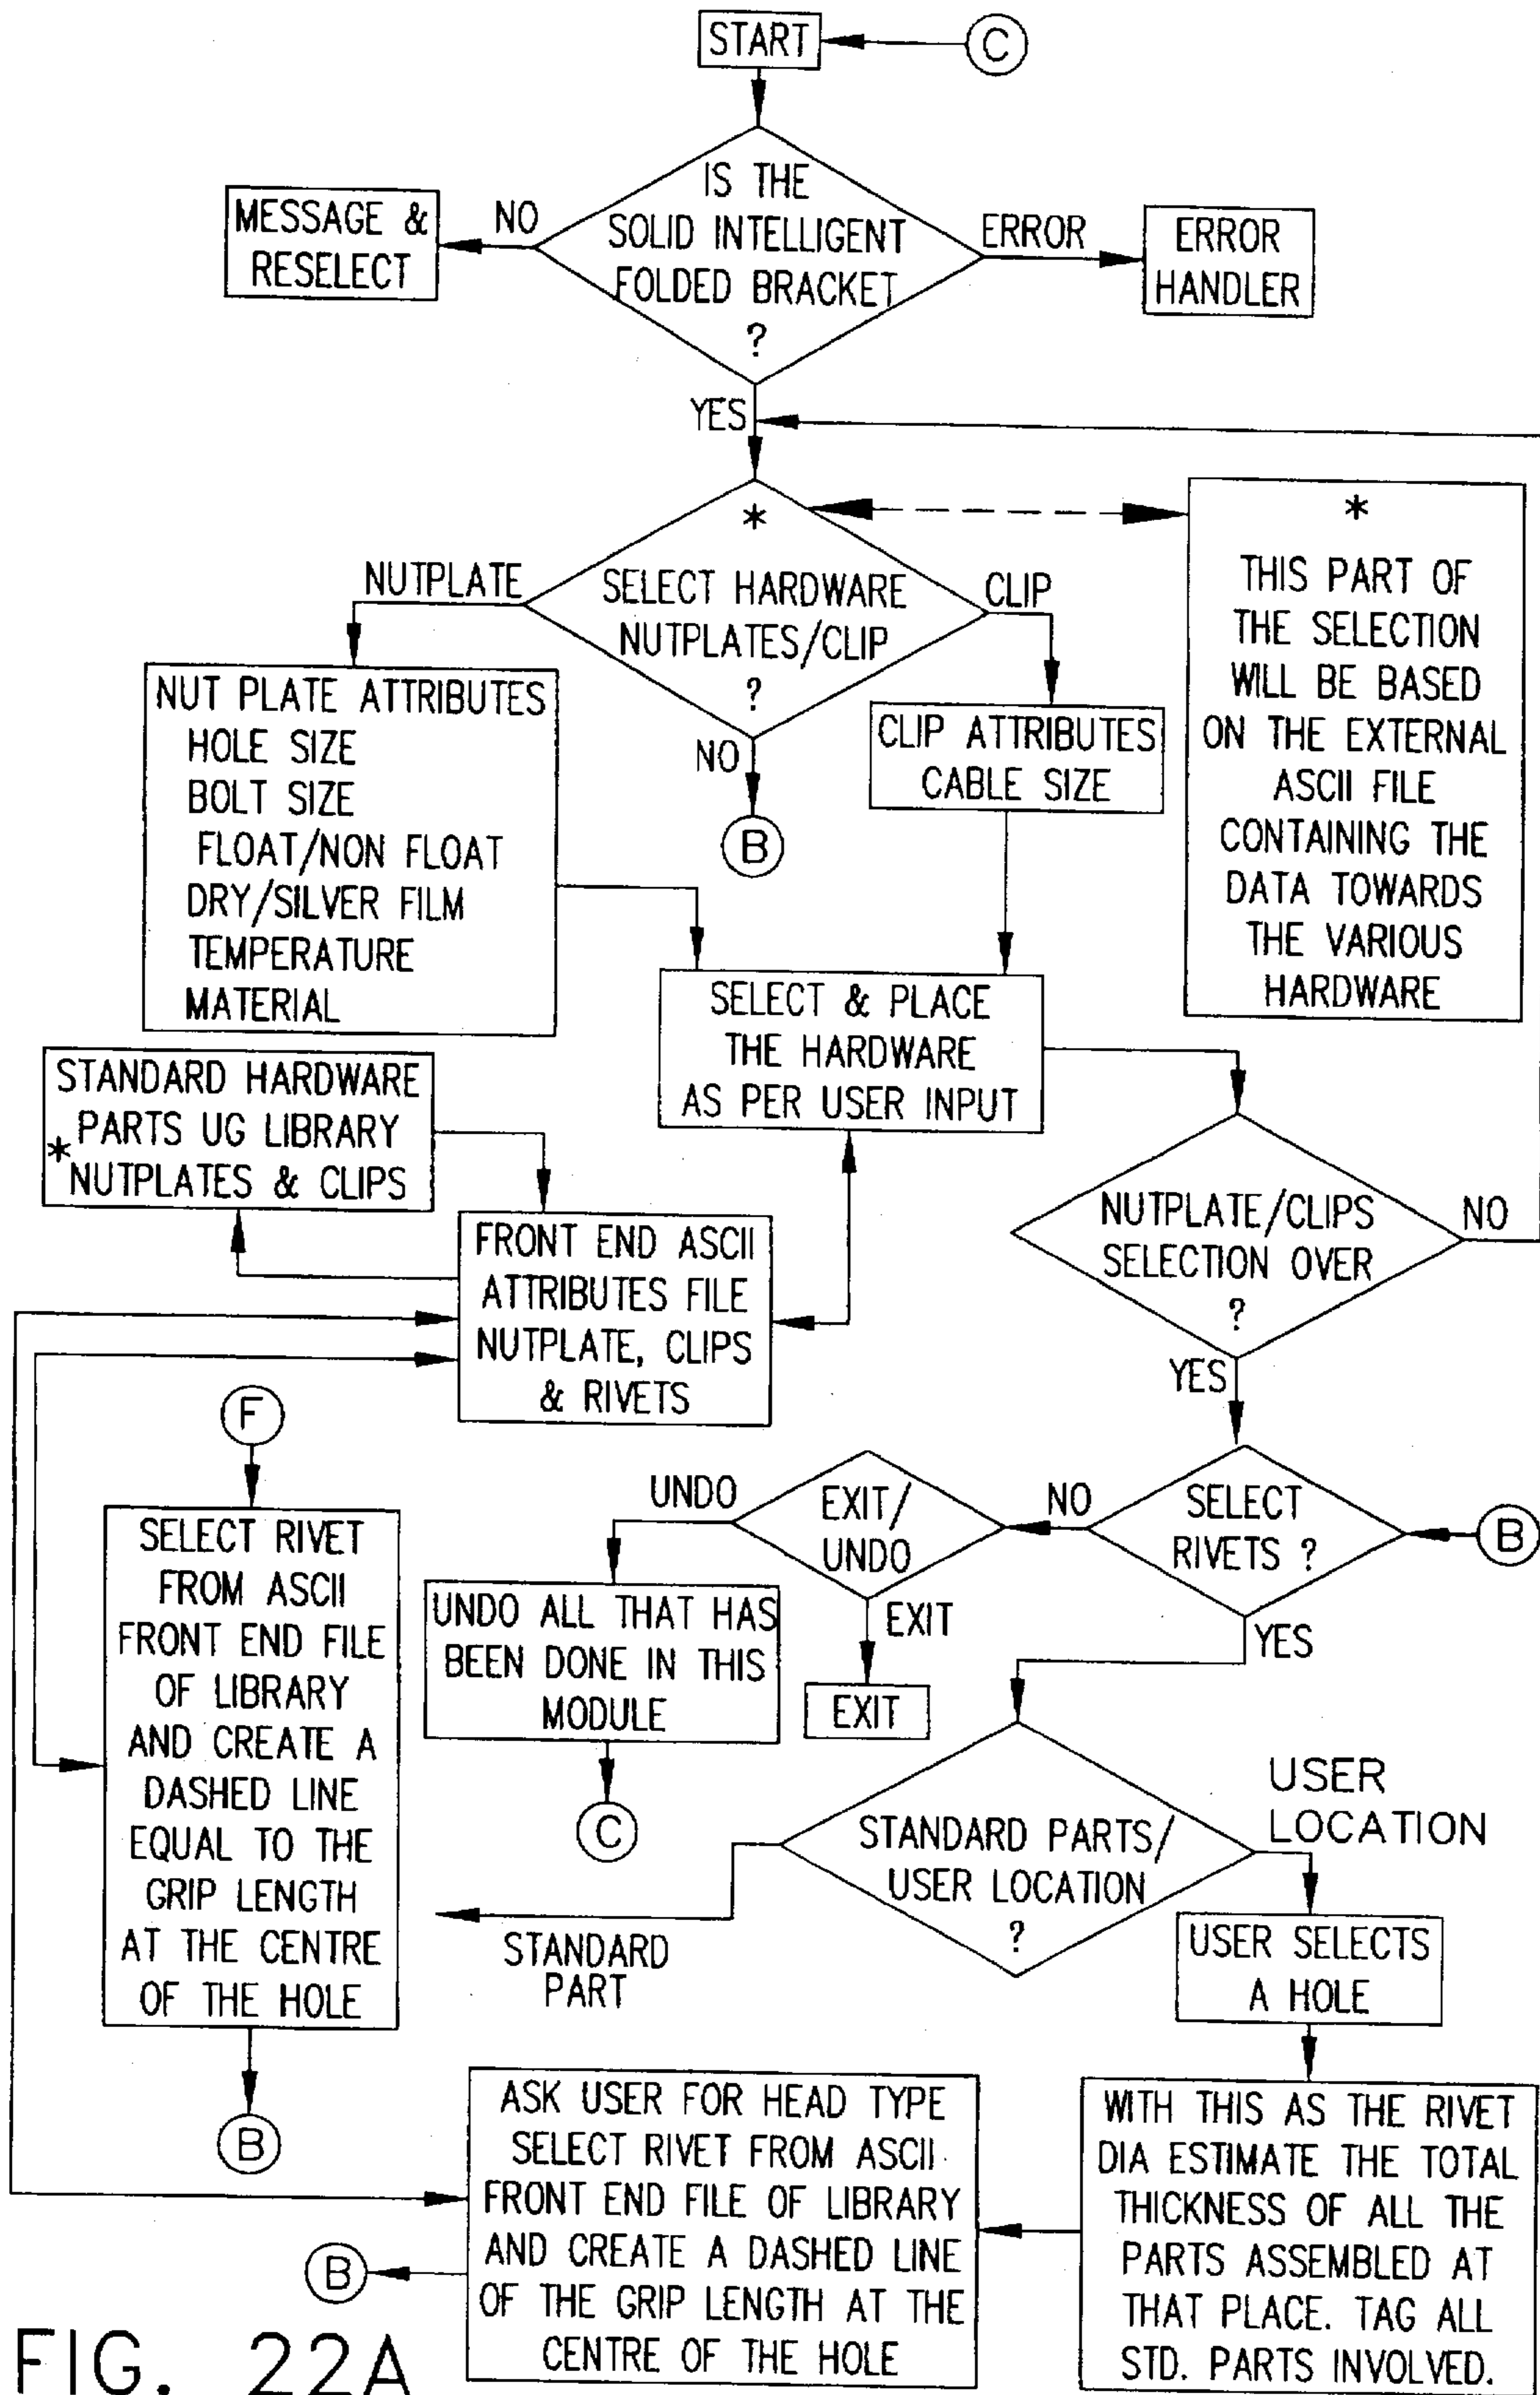 START
C
IS THE
SOLID INTELLIGENT
FOLDED BRACKET
?
NO
MESSAGE &
RESELECT
ERROR
ERROR
HANDLER
YES
*
SELECT HARDWARE
NUTPLATES/CLIP
?
NUTPLATE
CLIP
NO
B
*
THIS PART OF
THE SELECTION
WILL BE BASED
ON THE EXTERNAL
ASCII FILE
CONTAINING THE
DATA TOWARDS
THE VARIOUS
HARDWARE
NUT PLATE ATTRIBUTES
HOLE SIZE
BOLT SIZE
FLOAT/NON FLOAT
DRY/SILVER FILM
TEMPERATURE
MATERIAL
CLIP ATTRIBUTES
CABLE SIZE
SELECT & PLACE
THE HARDWARE
AS PER USER INPUT
STANDARD HARDWARE
PARTS UG LIBRARY
* NUTPLATES & CLIPS
FRONT END ASCII
ATTRIBUTES FILE
NUTPLATE, CLIPS
& RIVETS
NUTPLATE/CLIPS
SELECTION OVER
?
NO
YES
F
SELECT RIVET
FROM ASCII
FRONT END FILE
OF LIBRARY
AND CREATE A
DASHED LINE
EQUAL TO THE
GRIP LENGTH
AT THE CENTRE
OF THE HOLE
B
SELECT
RIVETS ?
B
NO
EXIT/
UNDO
UNDO
EXIT
EXIT
UNDO ALL THAT HAS
BEEN DONE IN THIS
MODULE
C
YES
STANDARD PARTS/
USER LOCATION
?
STANDARD
PART
USER
LOCATION
USER SELECTS
A HOLE
WITH THIS AS THE RIVET
DIA ESTIMATE THE TOTAL
THICKNESS OF ALL THE
PARTS ASSEMBLED AT
THAT PLACE. TAG ALL
STD. PARTS INVOLVED.
ASK USER FOR HEAD TYPE
SELECT RIVET FROM ASCII
FRONT END FILE OF LIBRARY
AND CREATE A DASHED LINE
OF THE GRIP LENGTH AT THE
CENTRE OF THE HOLE
B
FIG. 22A